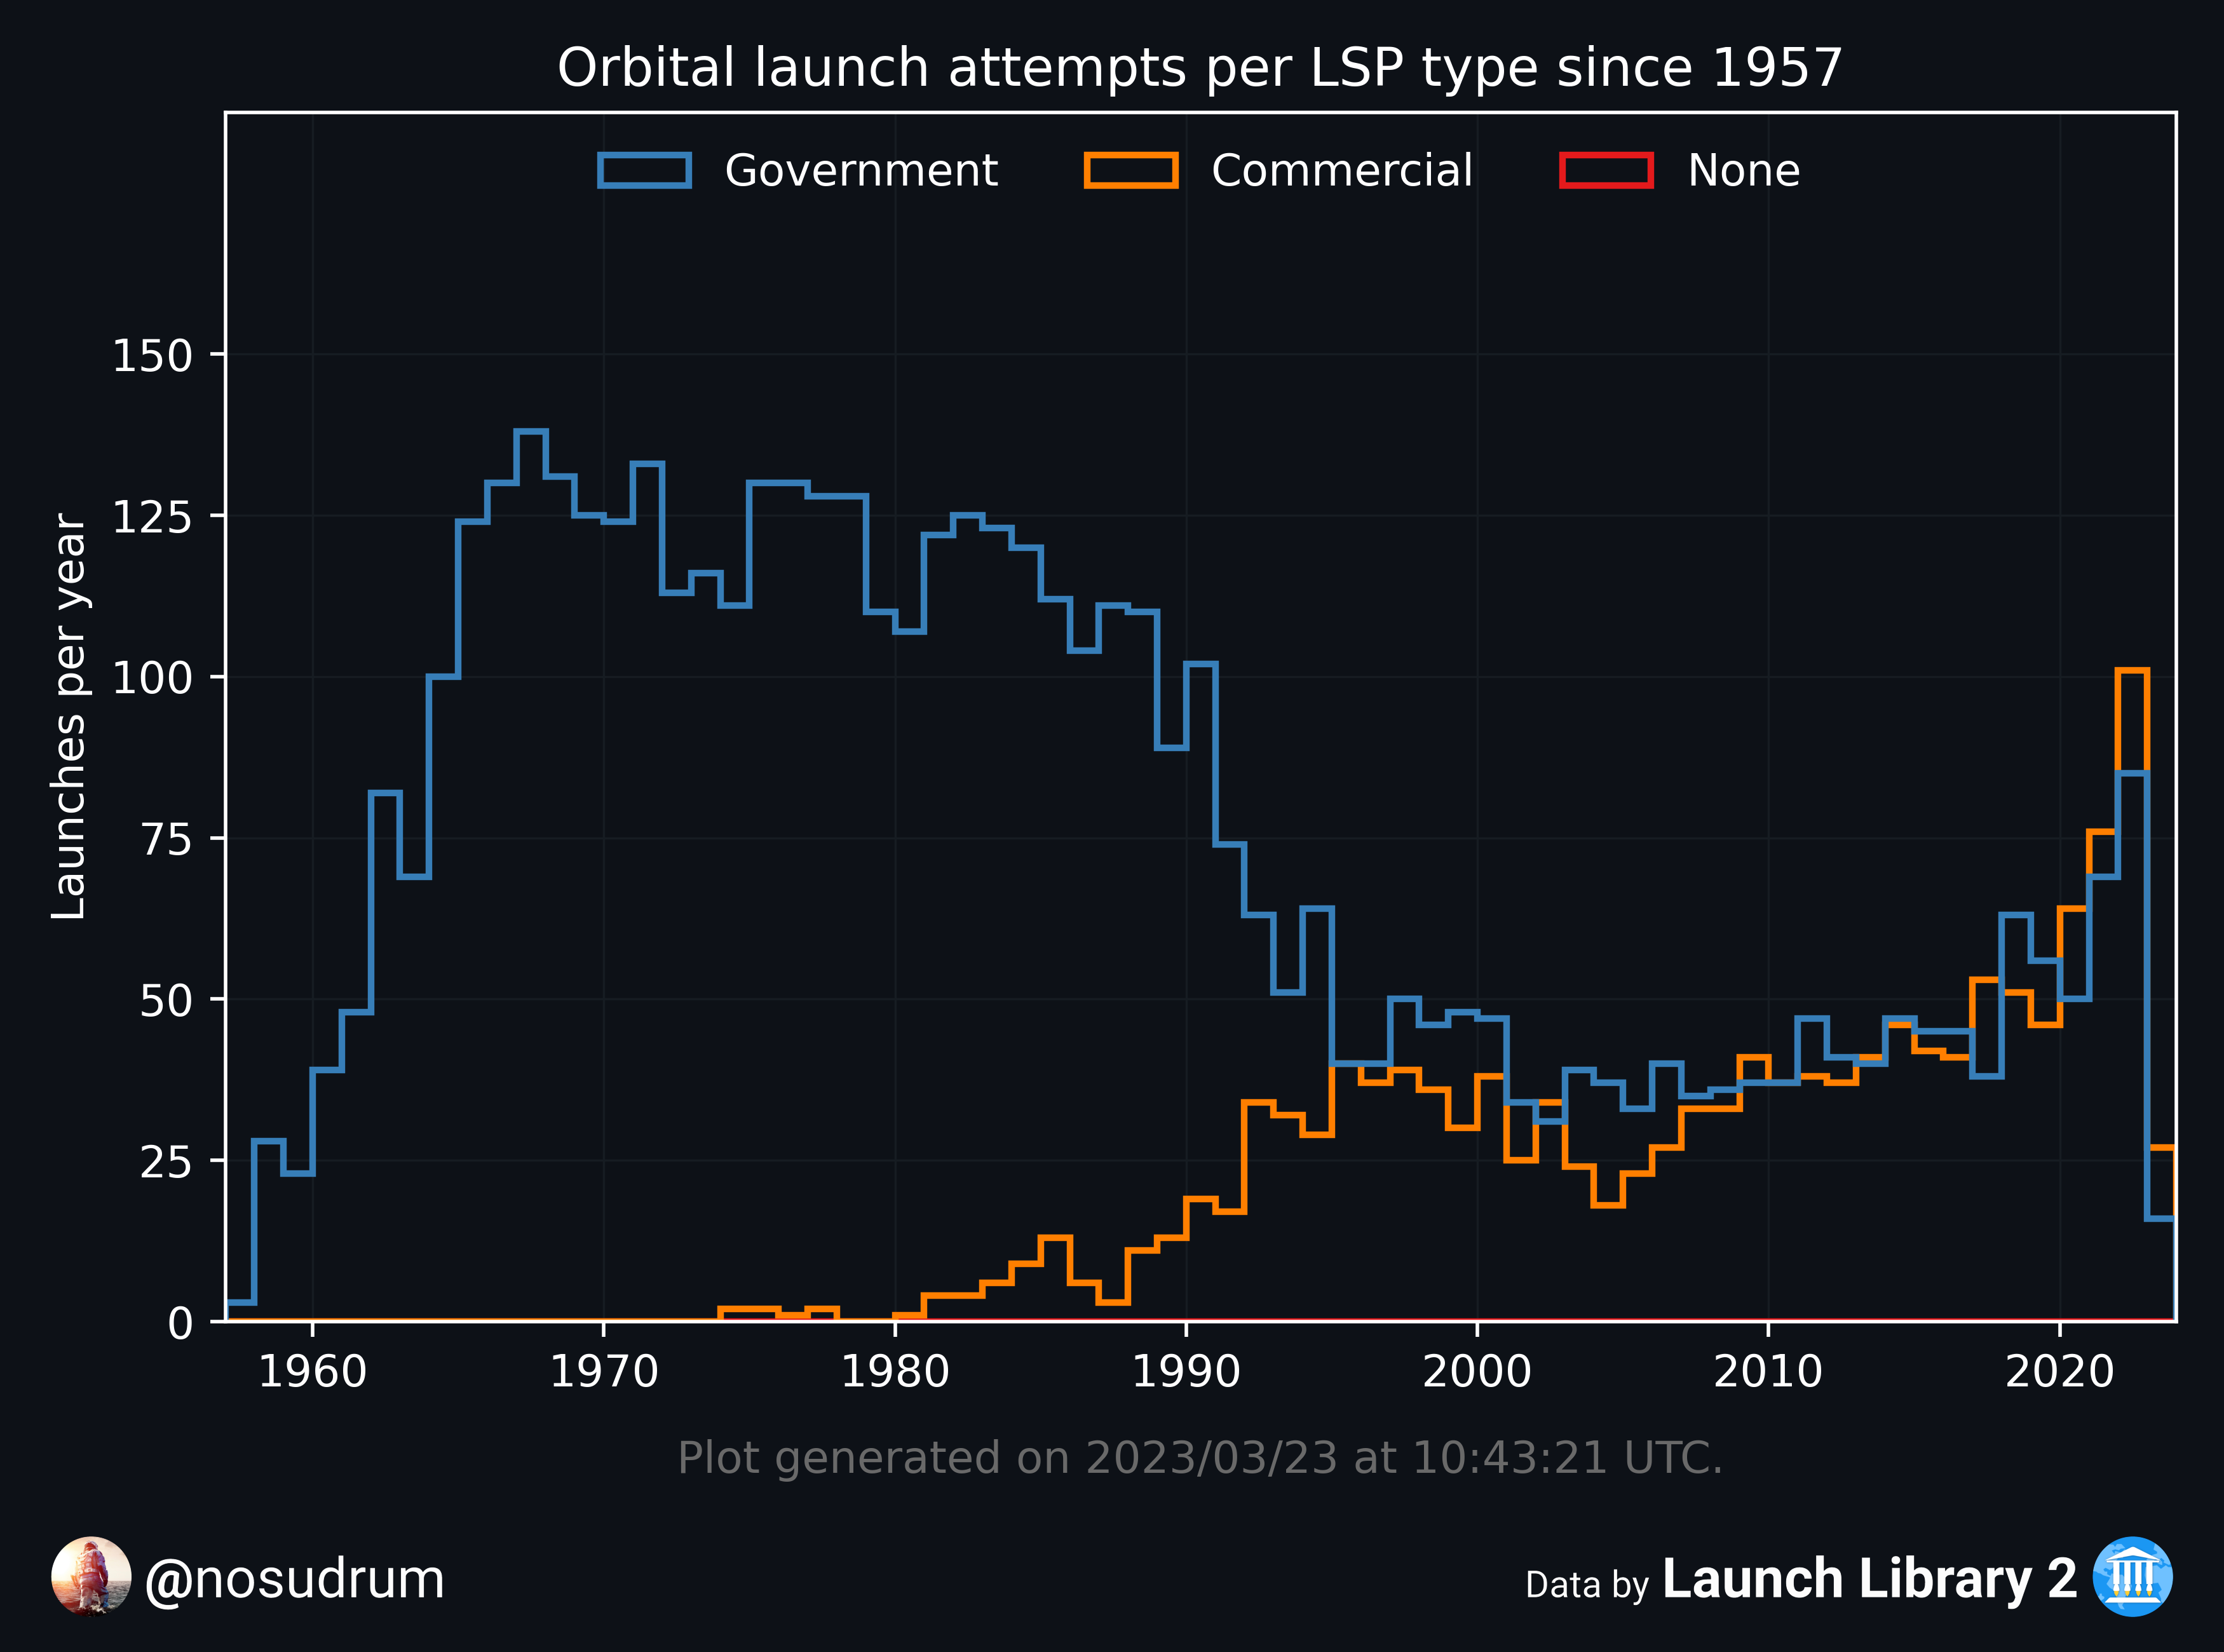 Orbital launch attempts per LSP type since 1957
Government
Commercial
None
Launches per year
150
125
100
75
50
25
0
1960
1970
1980
1990
2000
2010
2020
Plot generated on 2023/03/23 at 10:43:21 UTC.
@nosudrum
Data by Launch Library 2